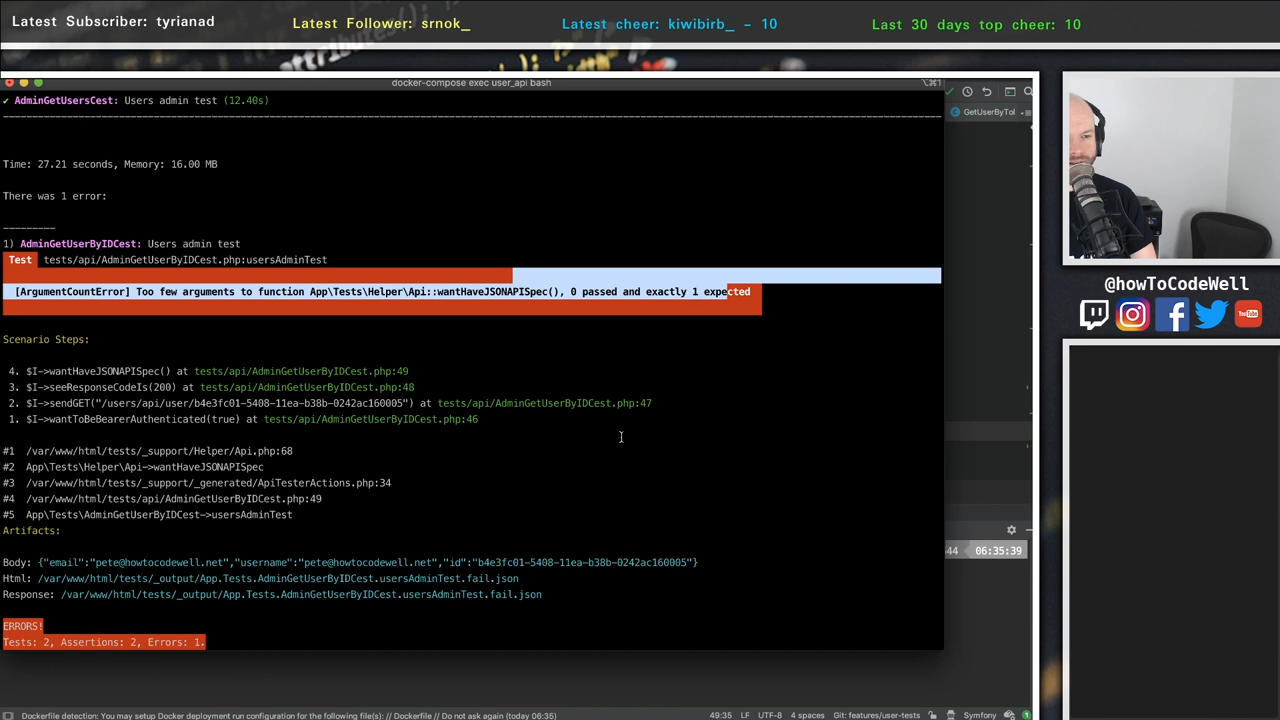 Latest Subscriber: tyrianad
Latest Follower: srnok_
Latest cheer: kiwibirb_ - 10
Last 30 days top cheer: 10
docker-compose exec user_api bash
⌥⌘1
✔ AdminGetUsersCest: Users admin test (12.40s)
GetUserByTol
Time: 27.21 seconds, Memory: 16.00 MB
There was 1 error:
---------
1) AdminGetUserByIDCest: Users admin test
Test tests/api/AdminGetUserByIDCest.php:usersAdminTest
[ArgumentCountError] Too few arguments to function App\Tests\Helper\Api::wantHaveJSONAPISpec(), 0 passed and exactly 1 expected
@howToCodeWell
You Tube
Scenario Steps:
4. $I->wantHaveJSONAPISpec() at tests/api/AdminGetUserByIDCest.php:49
3. $I->seeResponseCodeIs(200) at tests/api/AdminGetUserByIDCest.php:48
2. $I->sendGET("/users/api/user/b4e3fc01-5408-11ea-b38b-0242ac160005") at tests/api/AdminGetUserByIDCest.php:47
1. $I->wantToBeBearerAuthenticated(true) at tests/api/AdminGetUserByIDCest.php:46
#1 /var/www/html/tests/_support/Helper/Api.php:68
#2 App\Tests\Helper\Api->wantHaveJSONAPISpec
#3 /var/www/html/tests/_support/_generated/ApiTesterActions.php:34
#4 /var/www/html/tests/api/AdminGetUserByIDCest.php:49
#5 App\Tests\AdminGetUserByIDCest->usersAdminTest
Artifacts:
44 06:35:39
Body: {"email":"pete@howtocodewell.net","username":"pete@howtocodewell.net","id":"b4e3fc01-5408-11ea-b38b-0242ac160005"}
Html: /var/www/html/tests/_output/App.Tests.AdminGetUserByIDCest.usersAdminTest.fail.json
Response: /var/www/html/tests/_output/App.Tests.AdminGetUserByIDCest.usersAdminTest.fail.json
ERRORS!
Tests: 2, Assertions: 2, Errors: 1.
Dockerfile detection: You may setup Docker deployment run configuration for the following file(s): // Dockerfile // Do not ask again (today 06:35)
49:35 LF UTF-8 4 spaces Git: features/user-tests Symfony 1